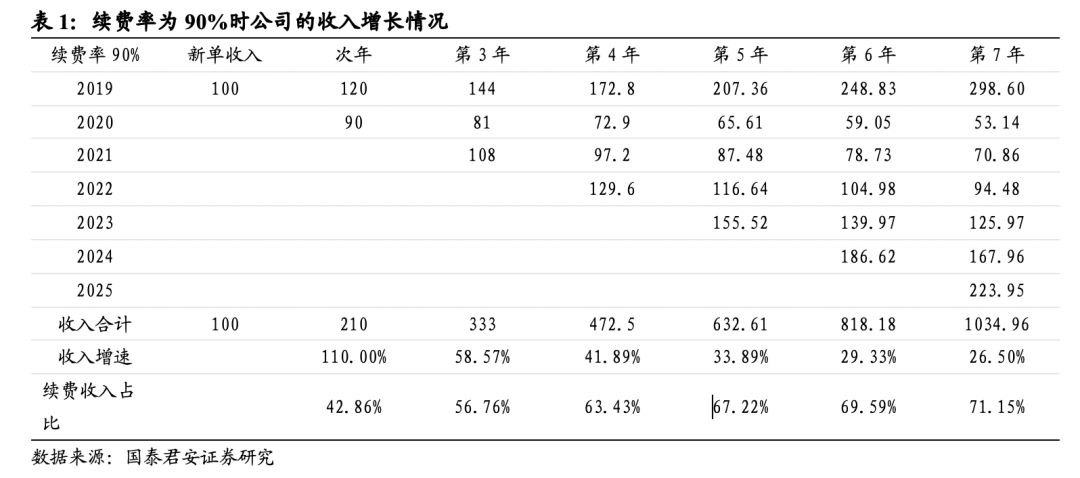 表 1：续费率为 90%时公司的收入增长情况
续费率 90% 新单收入 次年 第 3 年 第 4 年 第 5 年 第 6 年 第 7 年
2019 100 120 144 172.8 207.36 248.83 298.60
2020 90 81 72.9 65.61 59.05 53.14
2021 108 97.2 87.48 78.73 70.86
2022 129.6 116.64 104.98 94.48
2023 155.52 139.97 125.97
2024 186.62 167.96
2025 223.95
收入合计 100 210 333 472.5 632.61 818.18 1034.96
收入增速 110.00% 58.57% 41.89% 33.89% 29.33% 26.50%
续费收入占
比 42.86% 56.76% 63.43% 67.22% 69.59% 71.15%
数据来源：国泰君安证券研究